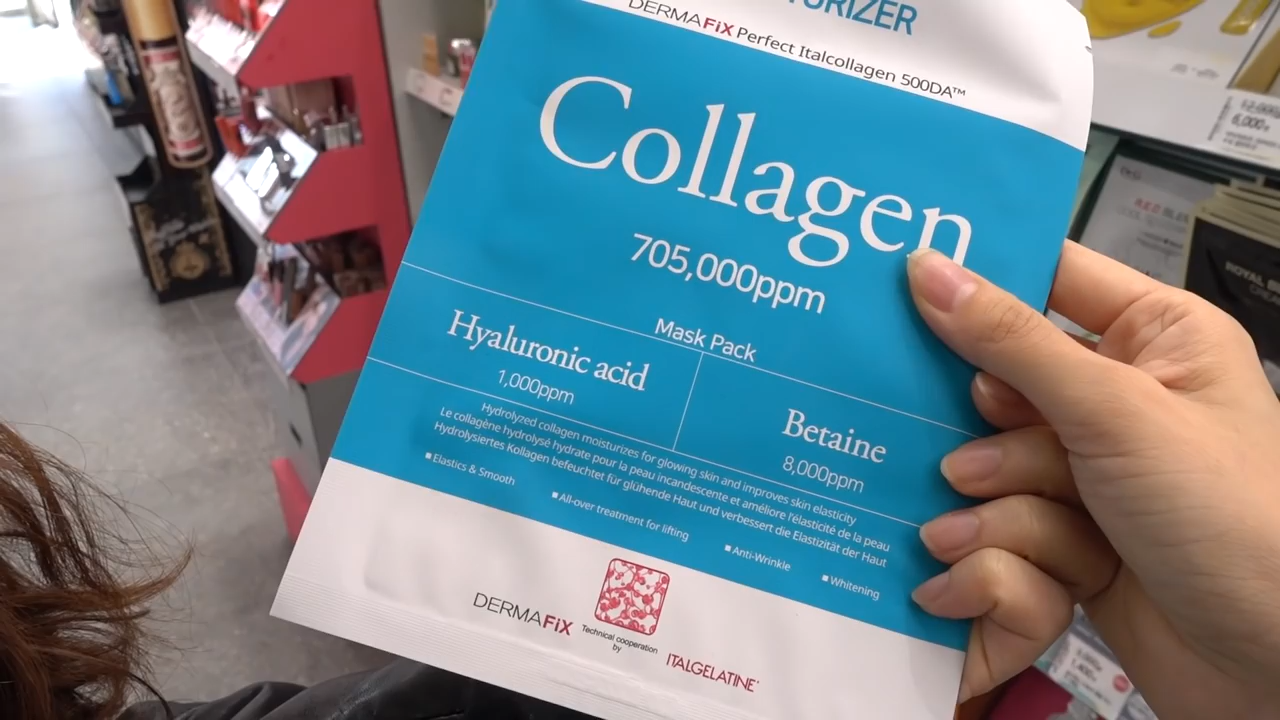 DERMAFiX Perfect Italcollagen 500DA™
Collagen
705,000ppm
Mask Pack
Hyaluronic acid
1,000ppm
Betaine
8,000ppm
Hydrolyzed collagen moisturizes for glowing skin and improves skin elasticity
Le collagène hydrolysé hydrate pour la peau incandescente et améliore l'élasticité de la peau
Hydrolysiertes Kollagen befeuchtet für glühende Haut und verbessert die Elastizität der Haut
▪ Elastics & Smooth
▪ All-over treatment for lifting
▪ Anti-Wrinkle
▪ Whitening
DERMAFiX
Technical cooperation
by
ITALGELATINE
6,000
ROYAL